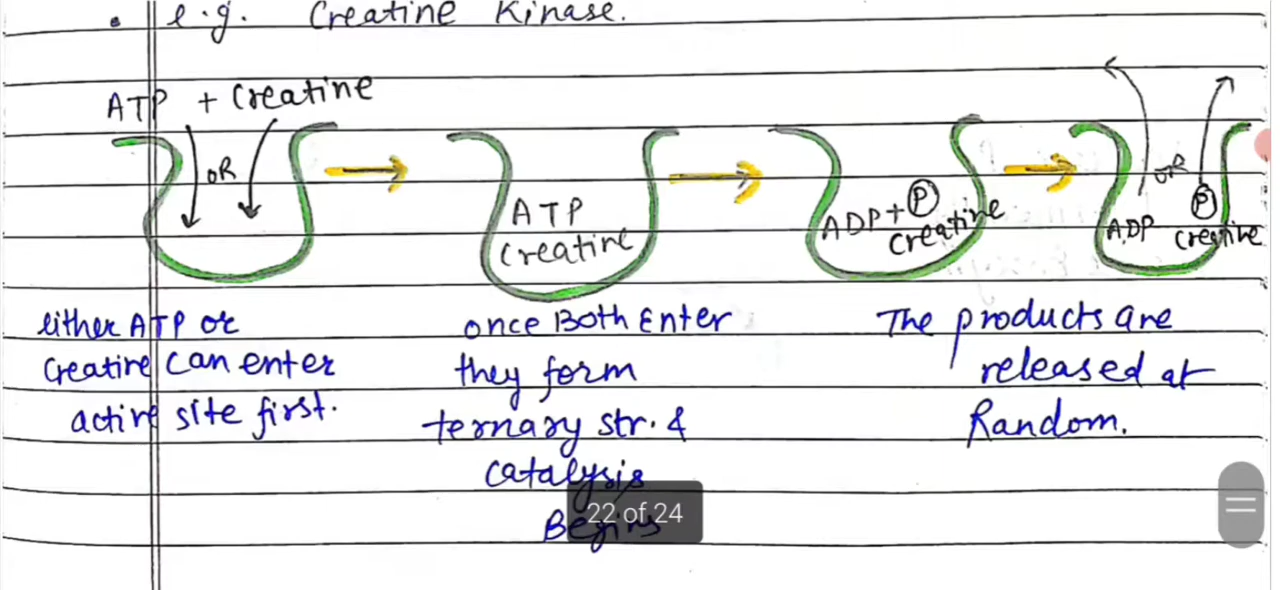 • e.g. Creatine Kinase.
ATP + Creatine
OR
ATP
Creatine
ADP + P
Creatine
OR
ADP P
Creatine
either ATP or
Creatine can enter
active site first.
once Both Enter
they form
ternary str. &
catalysis
Begins
The products are
released at
Random.
22 of 24